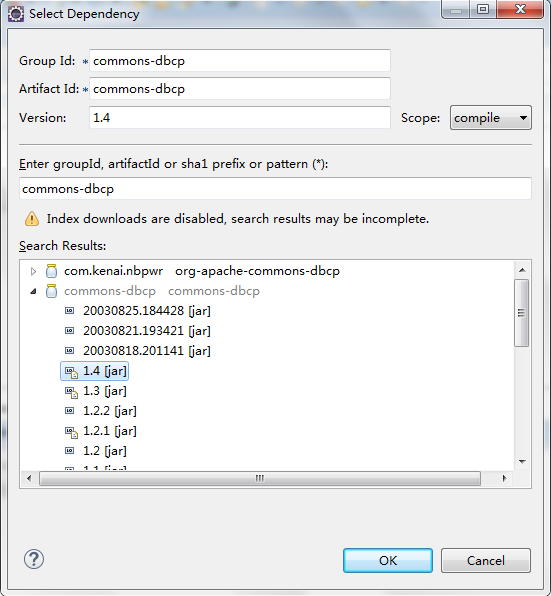 Select Dependency
Group Id: * commons-dbcp
Artifact Id: * commons-dbcp
Version: 1.4 Scope: compile
Enter groupId, artifactId or sha1 prefix or pattern (*):
commons-dbcp
Index downloads are disabled, search results may be incomplete.
Search Results:
com.kenai.nbpwr org-apache-commons-dbcp
commons-dbcp commons-dbcp
20030825.184428 [jar]
20030821.193421 [jar]
20030818.201141 [jar]
1.4 [jar]
1.3 [jar]
1.2.2 [jar]
1.2.1 [jar]
1.2 [jar]
1.1 [jar]
OK Cancel